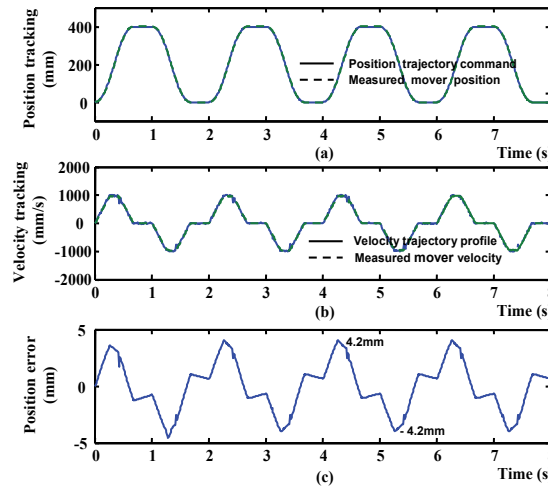 Position tracking
(mm)
400
200
0
Position trajectory command
Measured mover position
0 1 2 3 4 5 6 7
(a)
Time (s
Velocity tracking
(mm/s)
2000
1000
0
-1000
-2000
Velocity trajectory profile
Measured mover velocity
0 1 2 3 4 5 6 7
(b)
Time (s
Position error
(mm)
5
0
-5
4.2mm
- 4.2mm
0 1 2 3 4 5 6 7
(c)
Time (s